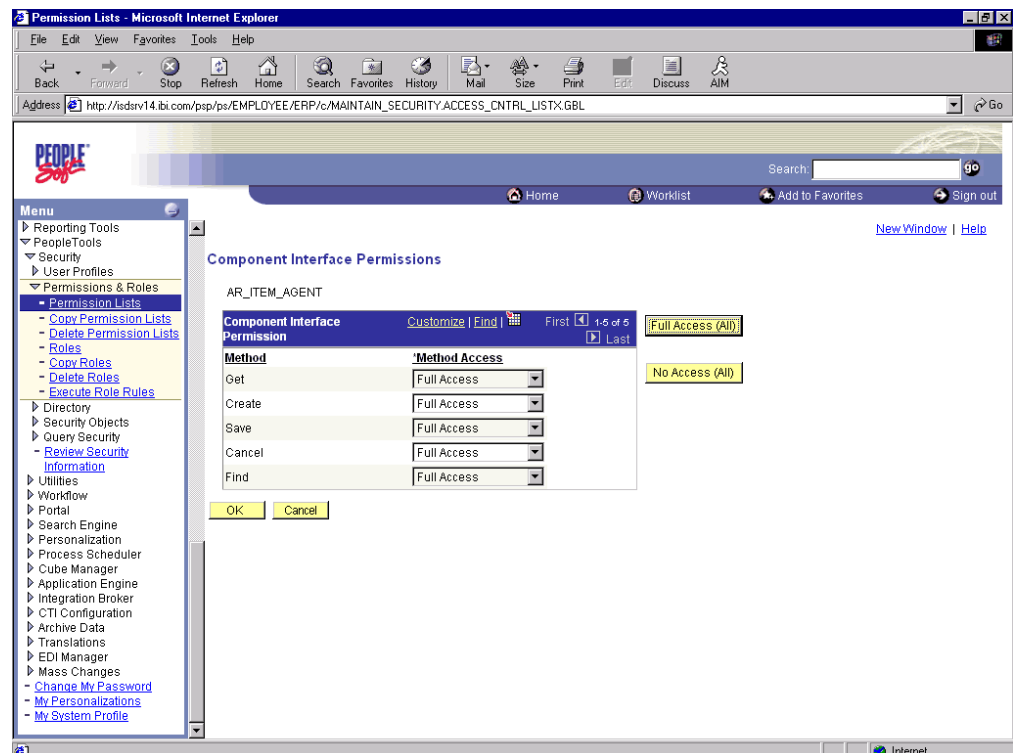 Permission Lists - Microsoft Internet Explorer
File Edit View Favorites Tools Help
Back Forward Stop Refresh Home Search Favorites History Mail Size Print Edit Discuss AIM
Address http://isdsrv14.ibi.com/psp/ps/EMPLOYEE/ERP/c/MAINTAIN_SECURITY.ACCESS_CNTRL_LISTX.GBL Go
PEOPLE
Soft
Search: go
Home Worklist Add to Favorites Sign out
Menu
Reporting Tools
PeopleTools
Security
User Profiles
Permissions & Roles
- Permission Lists
- Copy Permission Lists
- Delete Permission Lists
- Roles
- Copy Roles
- Delete Roles
- Execute Role Rules
Directory
Security Objects
Query Security
- Review Security
Information
Utilities
Workflow
Portal
Search Engine
Personalization
Process Scheduler
Cube Manager
Application Engine
Integration Broker
CTI Configuration
Archive Data
Translations
EDI Manager
Mass Changes
- Change My Password
- My Personalizations
- My System Profile
New Window | Help
Component Interface Permissions
AR_ITEM_AGENT
Component Interface Permission Customize | Find | First 1-5 of 5 Last
Full Access (All)
No Access (All)
Method *Method Access
Get Full Access
Create Full Access
Save Full Access
Cancel Full Access
Find Full Access
OK Cancel
Internet